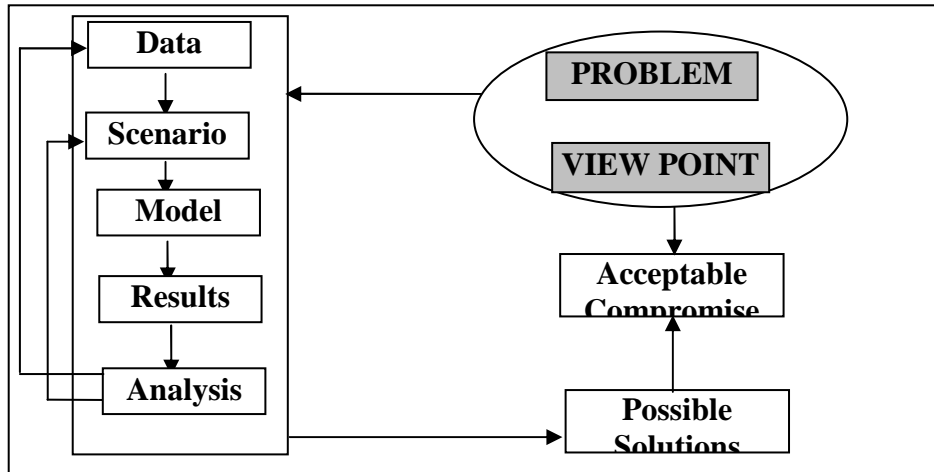 Data
Scenario
Model
Results
Analysis
PROBLEM
VIEW POINT
Acceptable
Compromise
Possible
Solutions